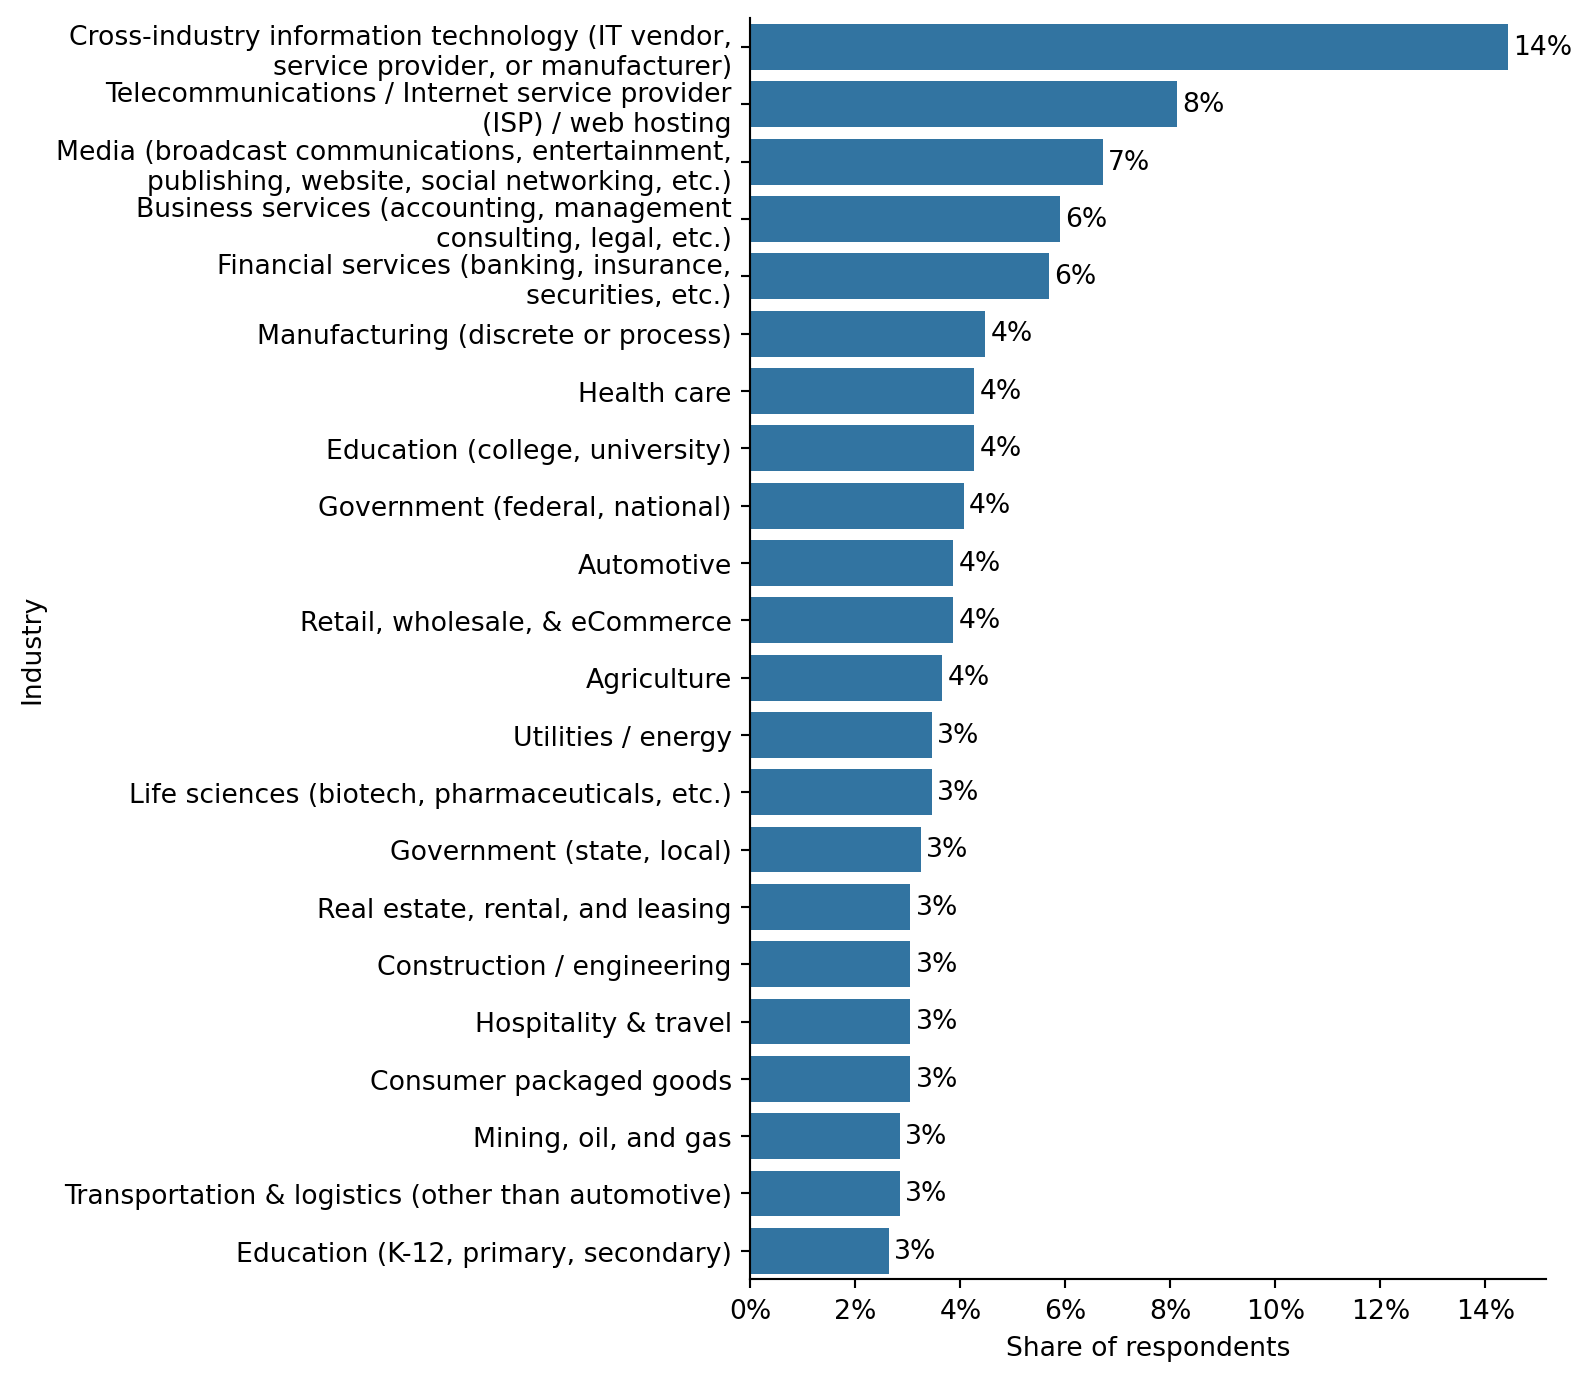 Cross-industry information technology (IT vendor,
service provider, or manufacturer)
14%
Telecommunications / Internet service provider
(ISP) / web hosting
8%
Media (broadcast communications, entertainment,
publishing, website, social networking, etc.)
7%
Business services (accounting, management
consulting, legal, etc.)
6%
Financial services (banking, insurance,
securities, etc.)
6%
Manufacturing (discrete or process)
4%
Health care
4%
Education (college, university)
4%
Government (federal, national)
4%
Automotive
4%
Retail, wholesale, & eCommerce
4%
Agriculture
4%
Utilities / energy
3%
Life sciences (biotech, pharmaceuticals, etc.)
3%
Government (state, local)
3%
Real estate, rental, and leasing
3%
Construction / engineering
3%
Hospitality & travel
3%
Consumer packaged goods
3%
Mining, oil, and gas
3%
Transportation & logistics (other than automotive)
3%
Education (K-12, primary, secondary)
3%
Industry
0% 2% 4% 6% 8% 10% 12% 14%
Share of respondents